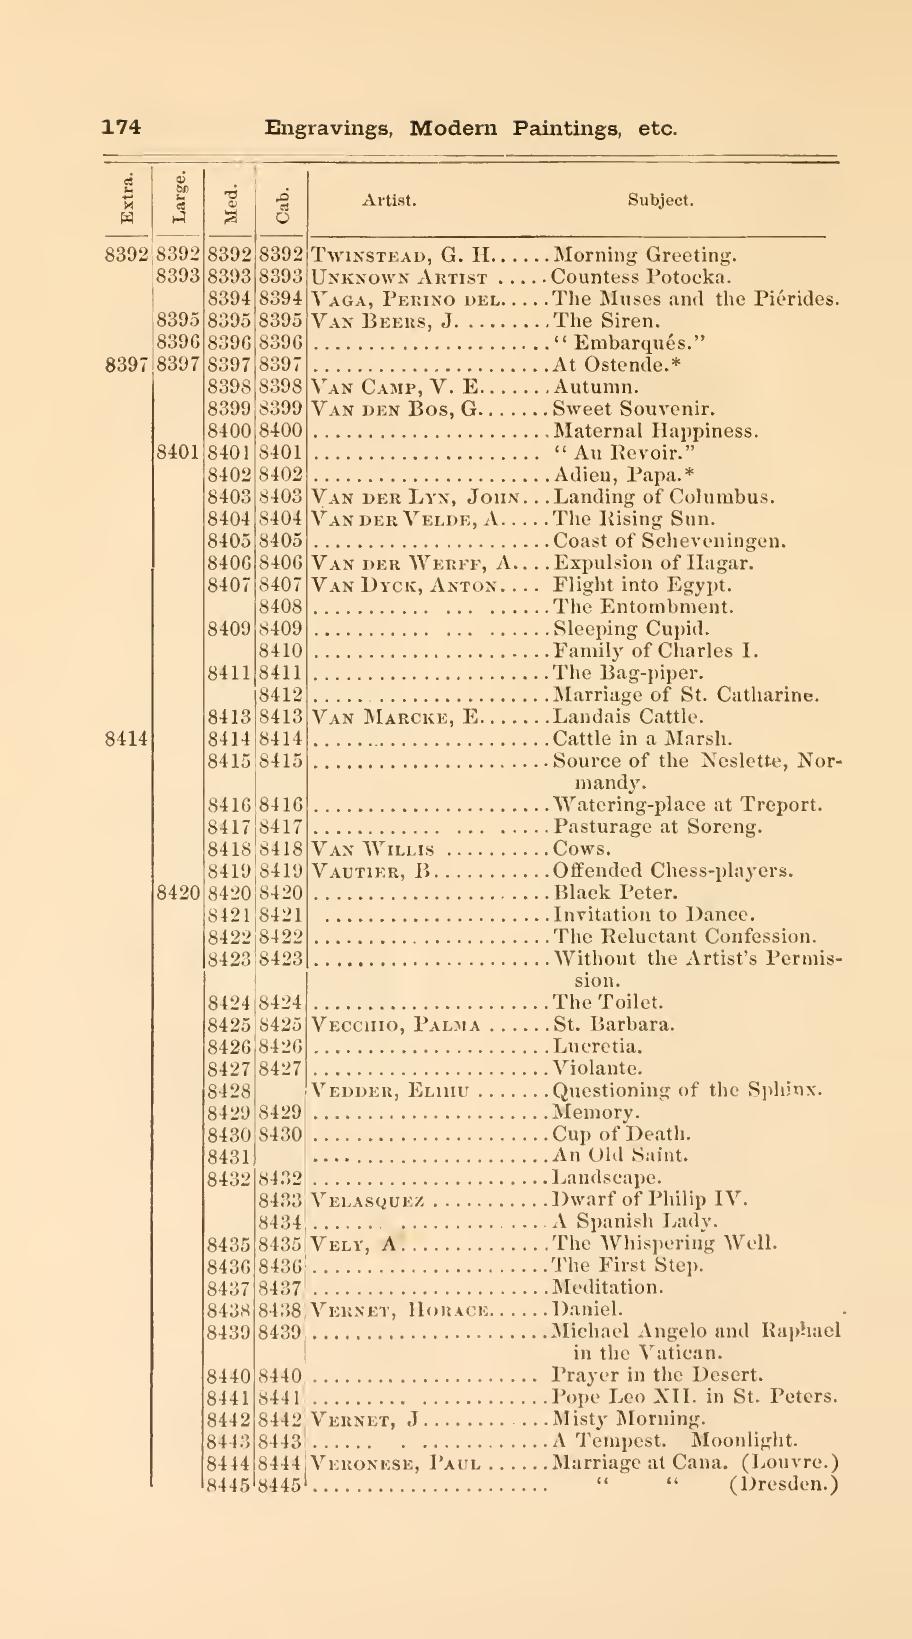 174 Engravings, Modern Paintings, etc.
Extra. Large. Med. Cab. Artist. Subject.
8392 8392 8392 8392 TWINSTEAD, G. H......Morning Greeting.
8393 8393 8393 UNKNOWN ARTIST .....Countess Potocka.
8394 8394 VAGA, PERINO DEL.....The Muses and the Piérides.
8395 8395 8395 VAN BEERS, J. .........The Siren.
8396 8396 8396 ......................“ Embarqués.”
8397 8397 8397 8397 ......................At Ostende.*
8398 8398 VAN CAMP, V. E.......Autumn.
8399 8399 VAN DEN BOS, G.......Sweet Souvenir.
8400 8400 ......................Maternal Happiness.
8401 8401 8401 ..................... “ Au Revoir.”
8402 8402 ......................Adieu, Papa.*
8403 8403 VAN DER LYN, JOHN...Landing of Columbus.
8404 8404 VAN DER VELDE, A.....The Rising Sun.
8405 8405 ......................Coast of Scheveningen.
8406 8406 VAN DER WERFF, A....Expulsion of Hagar.
8407 8407 VAN DYCK, ANTON.... Flight into Egypt.
8408 ........... ... ......The Entombment.
8409 8409 ........... ... ......Sleeping Cupid.
8410 ......................Family of Charles I.
8411 8411 ......................The Bag-piper.
8412 ......................Marriage of St. Catharine.
8413 8413 VAN MARCKE, E.......Landais Cattle.
8414 8414 8414 ......................Cattle in a Marsh.
8415 8415 ......................Source of the Neslette, Nor-
mandy.
8416 8416 ......................Watering-place at Treport.
8417 8417 ............ ... .....Pasturage at Soreng.
8418 8418 VAN WILLIS ..........Cows.
8419 8419 VAUTIER, B...........Offended Chess-players.
8420 8420 8420 ......................Black Peter.
8421 8421 .....................Invitation to Dance.
8422 8422 ......................The Reluctant Confession.
8423 8423 ......................Without the Artist’s Permis-
sion.
8424 8424 ......................The Toilet.
8425 8425 VECCHIO, PALMA ......St. Barbara.
8426 8426 ......................Lucretia.
8427 8427 ......................Violante.
8428 VEDDER, ELIHU .......Questioning of the Sphinx.
8429 8429 ......................Memory.
8430 8430 ......................Cup of Death.
8431 ......................An Old Saint.
8432 8432 ......................Landscape.
8433 VELASQUEZ ...........Dwarf of Philip IV.
8434 ....... ..............A Spanish Lady.
8435 8435 VELY, A..............The Whispering Well.
8436 8436 ......................The First Step.
8437 8437 ......................Meditation.
8438 8438 VERNET, HORACE......Daniel.
8439 8439 ......................Michael Angelo and Raphael
in the Vatican.
8440 8440 ..................... Prayer in the Desert.
8441 8441 ......... ...........Pope Leo XII. in St. Peters.
8442 8442 VERNET, J............Misty Morning.
8443 8443 ...... . ............A Tempest. Moonlight.
8444 8444 VERONESE, PAUL ......Marriage at Cana. (Louvre.)
8445 8445 ...................... “ “ (Dresden.)